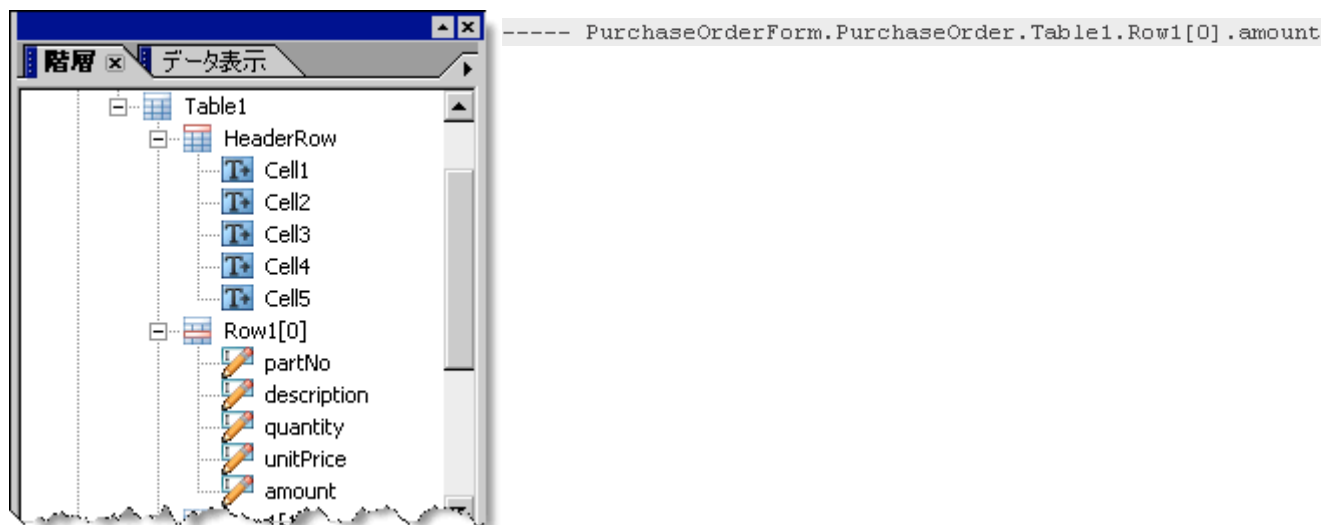 階層 データ表示
----- PurchaseOrderForm.PurchaseOrder.Table1.Row1[0].amount
Table1
HeaderRow
Cell1
Cell2
Cell3
Cell4
Cell5
Row1[0]
partNo
description
quantity
unitPrice
amount